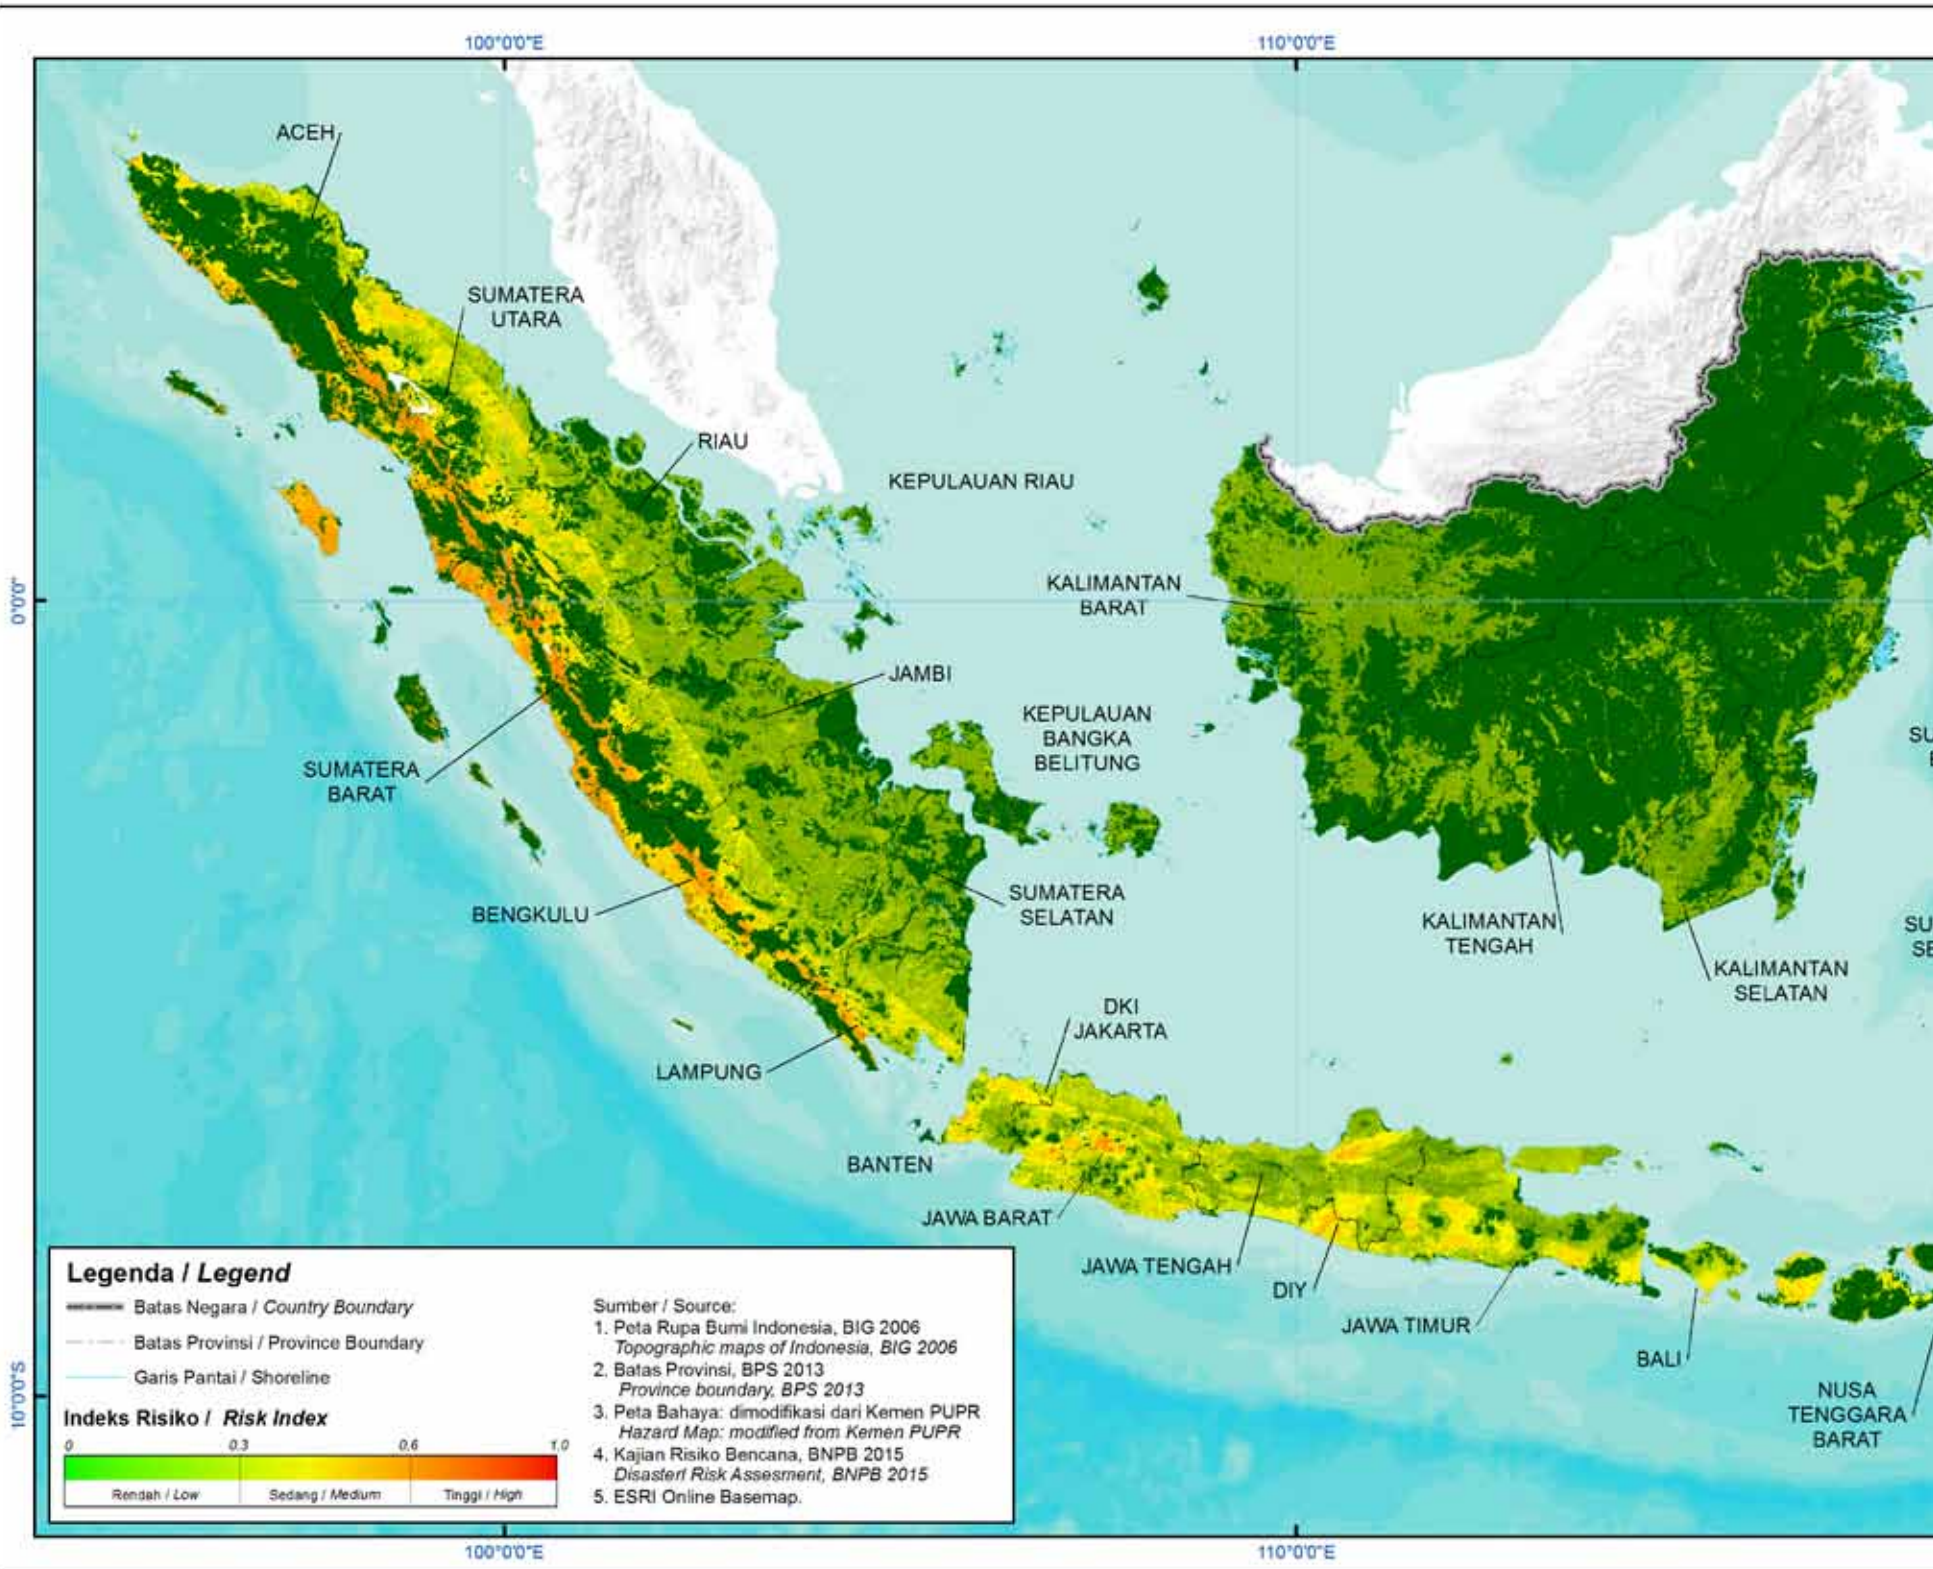 100°0'0"E
110°0'0"E
ACEH
SUMATERA
UTARA
RIAU
KEPULAUAN RIAU
0°0'0"
KALIMANTAN
BARAT
JAMBI
KEPULAUAN
BANGKA
BELITUNG
SU
SUMATERA
BARAT
SUMATERA
SELATAN
BENGKULU
KALIMANTAN
TENGAH
SU
SE
KALIMANTAN
SELATAN
DKI
JAKARTA
LAMPUNG
BANTEN
JAWA BARAT
JAWA TENGAH
DIY
JAWA TIMUR
BALI
NUSA
TENGGARA
BARAT
10°0'0"S
Legenda / Legend
Batas Negara / Country Boundary
Batas Provinsi / Province Boundary
Garis Pantai / Shoreline
Indeks Risiko / Risk Index
0 0.3 0.6 1.0
Rendah / Low Sedang / Medium Tinggi / High
Sumber / Source:
1. Peta Rupa Bumi Indonesia, BIG 2006
Topographic maps of Indonesia, BIG 2006
2. Batas Provinsi, BPS 2013
Province boundary, BPS 2013
3. Peta Bahaya: dimodifikasi dari Kemen PUPR
Hazard Map: modified from Kemen PUPR
4. Kajian Risiko Bencana, BNPB 2015
Disasterl Risk Assesment, BNPB 2015
5. ESRI Online Basemap.
100°0'0"E
110°0'0"E